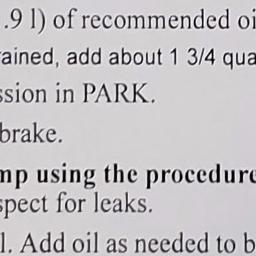 .9 l) of recommended oi
ained, add about 1 3/4 qua
ssion in PARK.
brake.
mp using the procedure
spect for leaks.
l. Add oil as needed to b